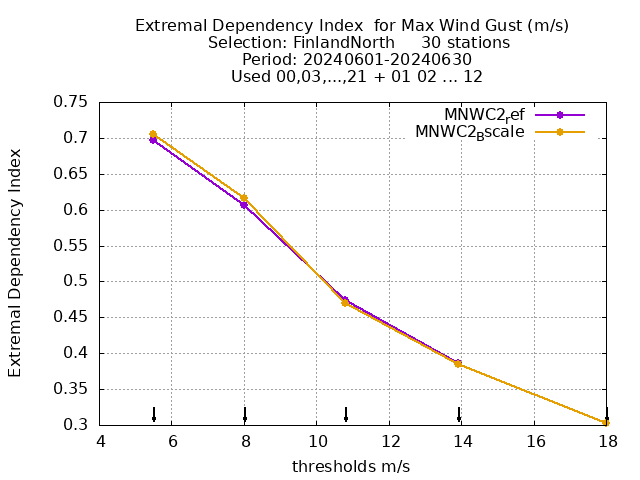 Extremal Dependency Index for Max Wind Gust (m/s)
Selection: FinlandNorth 30 stations
Period: 20240601-20240630
Used 00,03,...,21 + 01 02 ... 12
MNWC2ref
MNWC2Bscale
Extremal Dependency Index
0.75
0.7
0.65
0.6
0.55
0.5
0.45
0.4
0.35
0.3
4 6 8 10 12 14 16 18
thresholds m/s